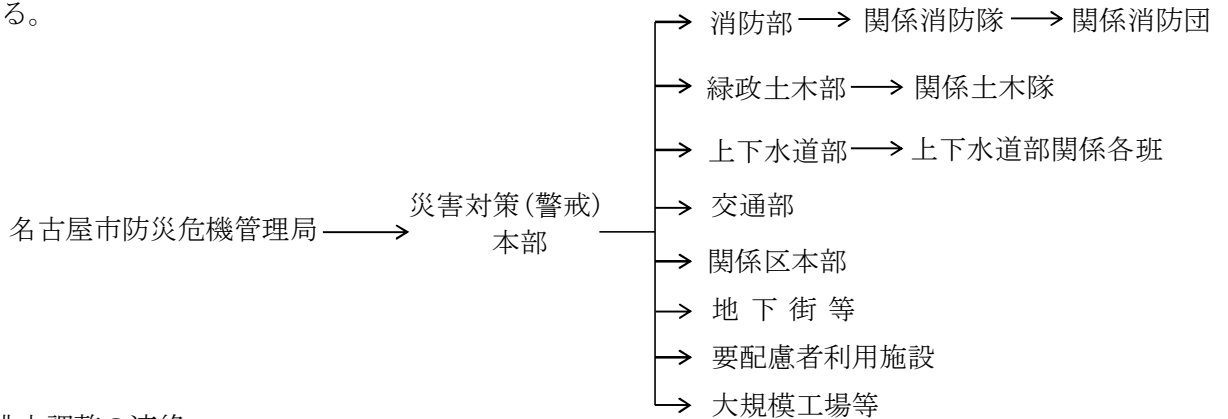 る。
消防部 → 関係消防隊 → 関係消防団
緑政土木部 → 関係土木隊
上下水道部 → 上下水道部関係各班
名古屋市防災危機管理局 → 災害対策(警戒)本部
交通部
関係区本部
地下街等
要配慮者利用施設
大規模工場等